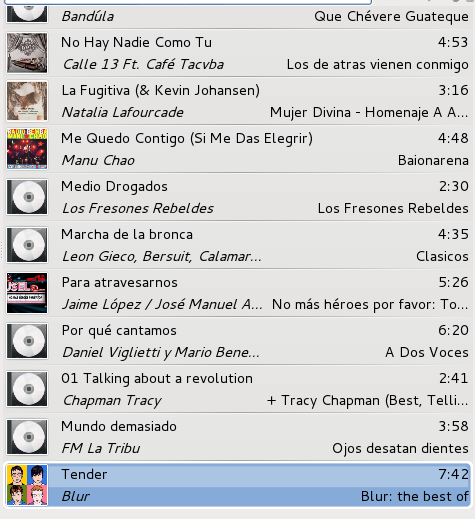 Bandúla Que Chévere Guateque
No Hay Nadie Como Tu 4:53
Calle 13 Ft. Café Tacvba Los de atras vienen conmigo
La Fugitiva (& Kevin Johansen) 3:16
Natalia Lafourcade Mujer Divina - Homenaje A A...
Me Quedo Contigo (Si Me Das Elegrir) 4:48
Manu Chao Baionarena
Medio Drogados 2:30
Los Fresones Rebeldes Los Fresones Rebeldes
Marcha de la bronca 4:35
Leon Gieco, Bersuit, Calamar... Clasicos
Para atravesarnos 5:26
Jaime López / José Manuel A... No más héroes por favor: To...
Por qué cantamos 6:20
Daniel Viglietti y Mario Bene... A Dos Voces
01 Talking about a revolution 2:41
Chapman Tracy + Tracy Chapman (Best, Telli...
Mundo demasiado 3:58
FM La Tribu Ojos desatan dientes
Tender 7:42
Blur Blur: the best of